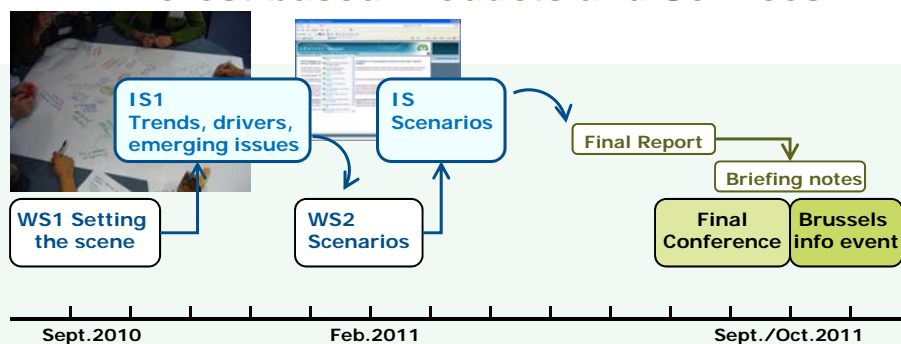 IS1
Trends, drivers,
emerging issues
IS
Scenarios
Final Report
Briefing notes
WS1 Setting
the scene
WS2
Scenarios
Final
Conference
Brussels
info event
Sept.2010
Feb.2011
Sept./Oct.2011